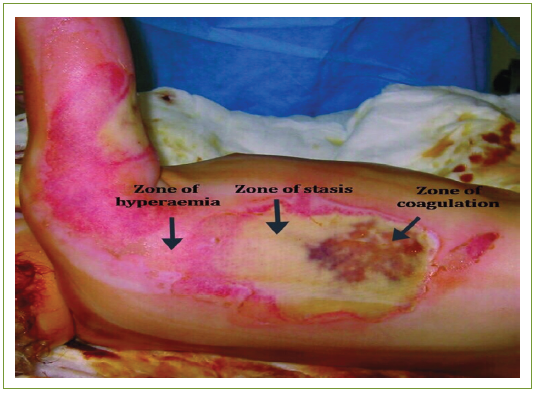 Zone of
hyperaemia
Zone of stasis
Zone of
coagulation